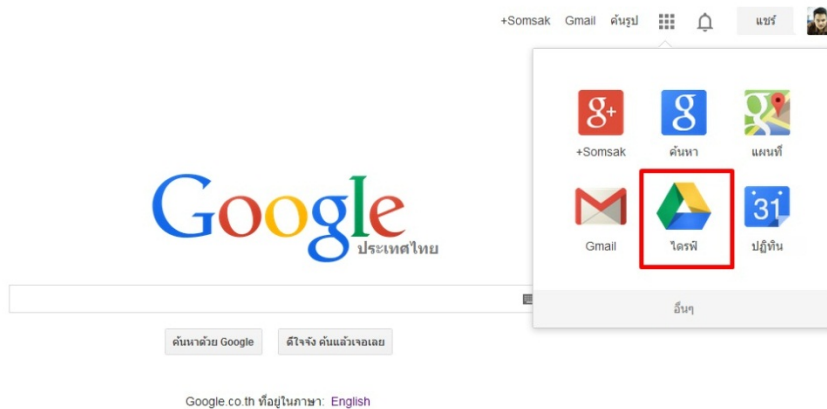 +Somsak Gmail ค้นรูป แชร์
g+ g g
+Somsak ค้นหา แผนที่
31
Gmail ไดรฟ์ ปฏิทิน
อื่นๆ
Google
ประเทศไทย
ค้นหาด้วย Google ดีใจจัง ค้นแล้วเจอเลย
Google.co.th ที่อยู่ในภาษา: English